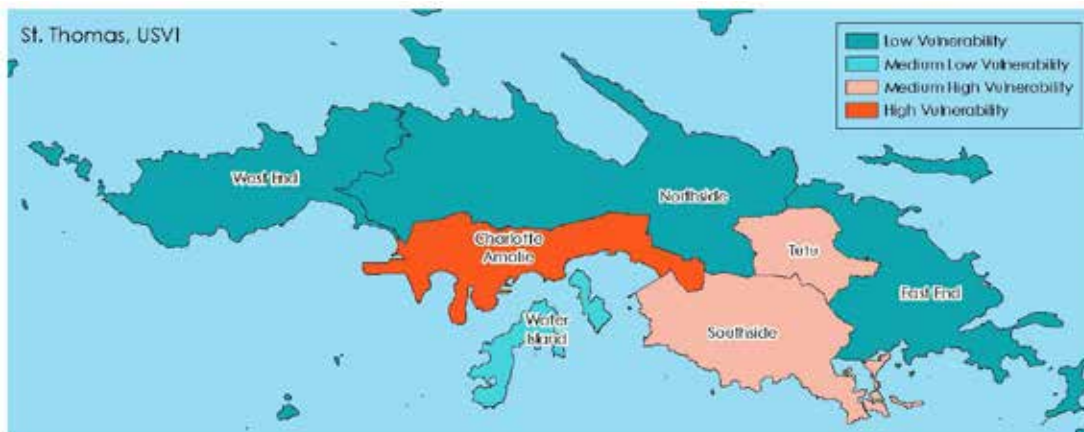 St. Thomas, USVI
Low Vulnerability
Medium Low Vulnerability
Medium High Vulnerability
High Vulnerability
West End
Northside
Charlotte
Amalie
Tutu
East End
Water
Island
Southside